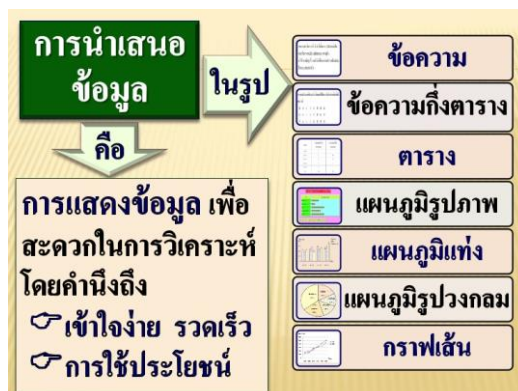 การนำเสนอ
ข้อมูล
ในรูป
คือ
การแสดงข้อมูล เพื่อ
สะดวกในการวิเคราะห์
โดยคำนึงถึง
เข้าใจง่าย รวดเร็ว
การใช้ประโยชน์
ข้อความ
ข้อความกึ่งตาราง
ตาราง
แผนภูมิรูปภาพ
แผนภูมิแท่ง
แผนภูมิรูปวงกลม
กราฟเส้น